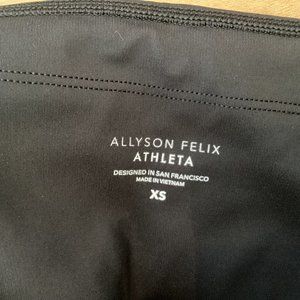 ALLYSON FELIX
ATHLETA
DESIGNED IN SAN FRANCISCO
MADE IN VIETNAM
XS